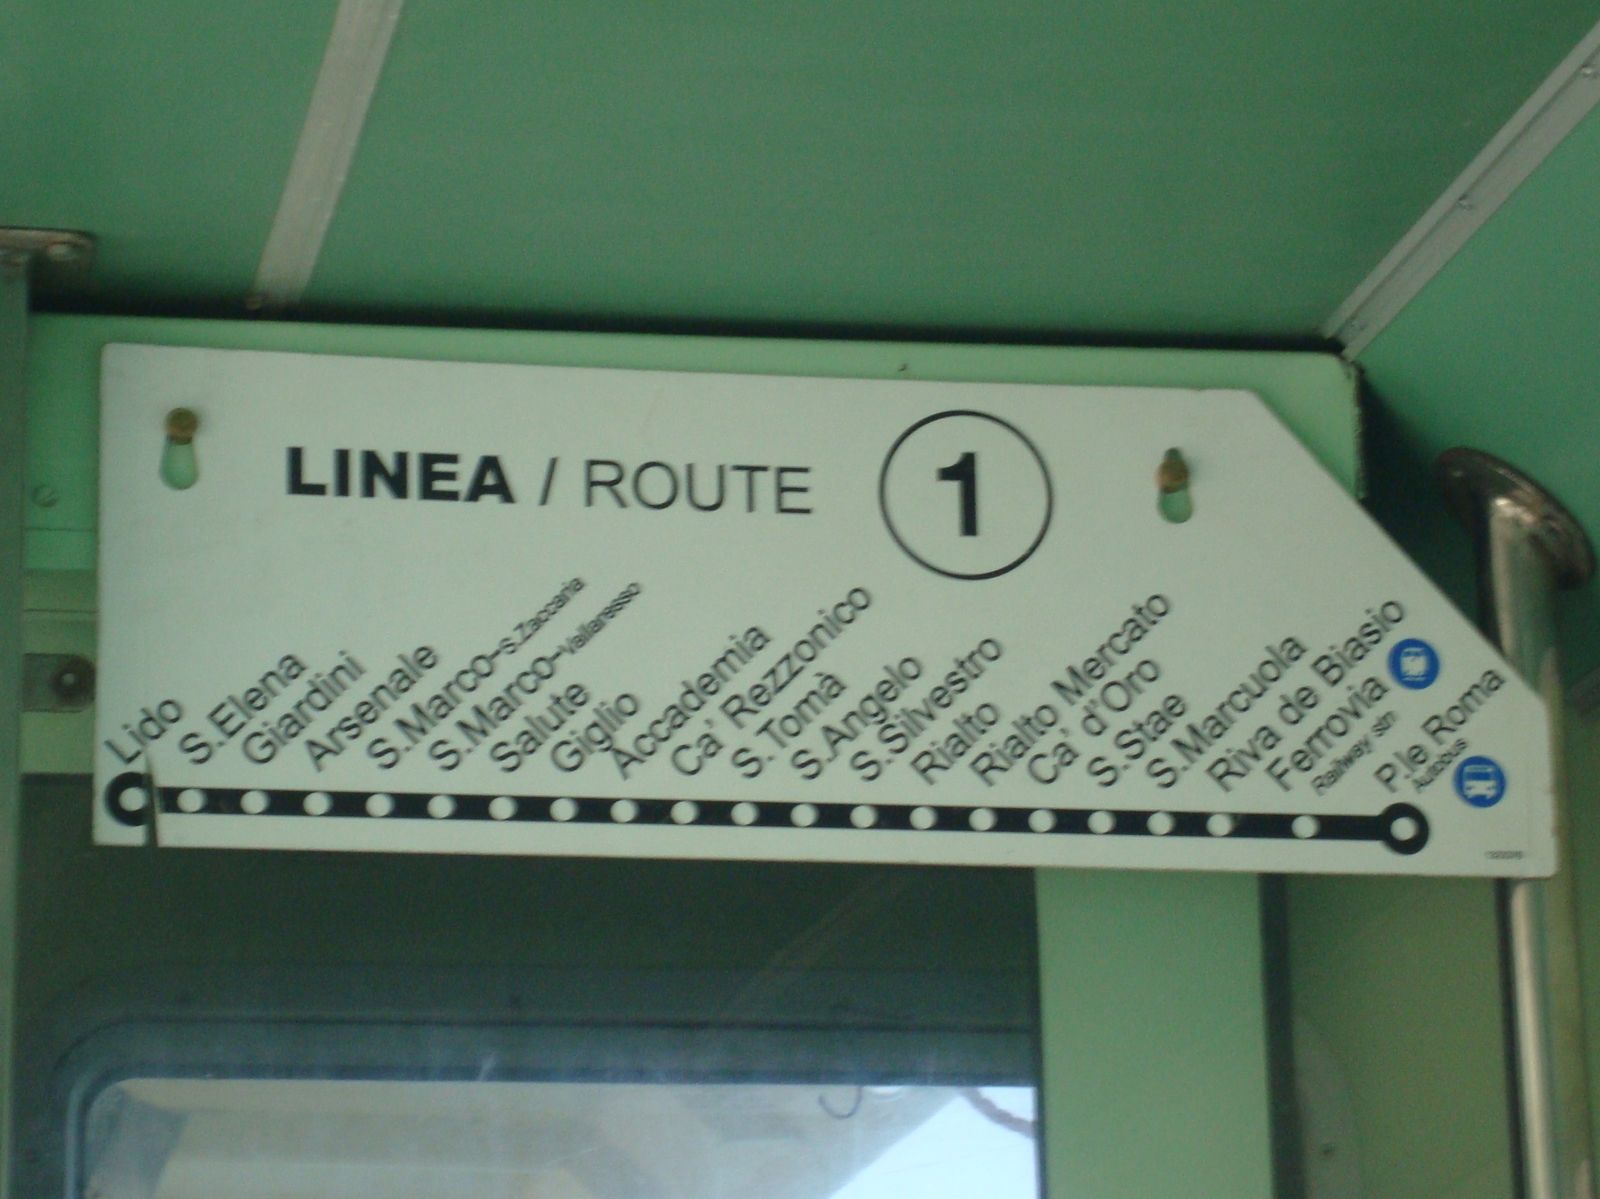 LINEA / ROUTE 1
Lido
S.Elena
Giardini
Arsenale
S.Marco-S.Zaccaria
S.Marco-Vallaresso
Salute
Giglio
Accademia
Ca' Rezzonico
S.Tomà
S.Angelo
S.Silvestro
Rialto
Rialto Mercato
Ca' d'Oro
S.Stae
S.Marcuola
Riva de Biasio
Ferrovia
Railway stn
P.le Roma
Autobus